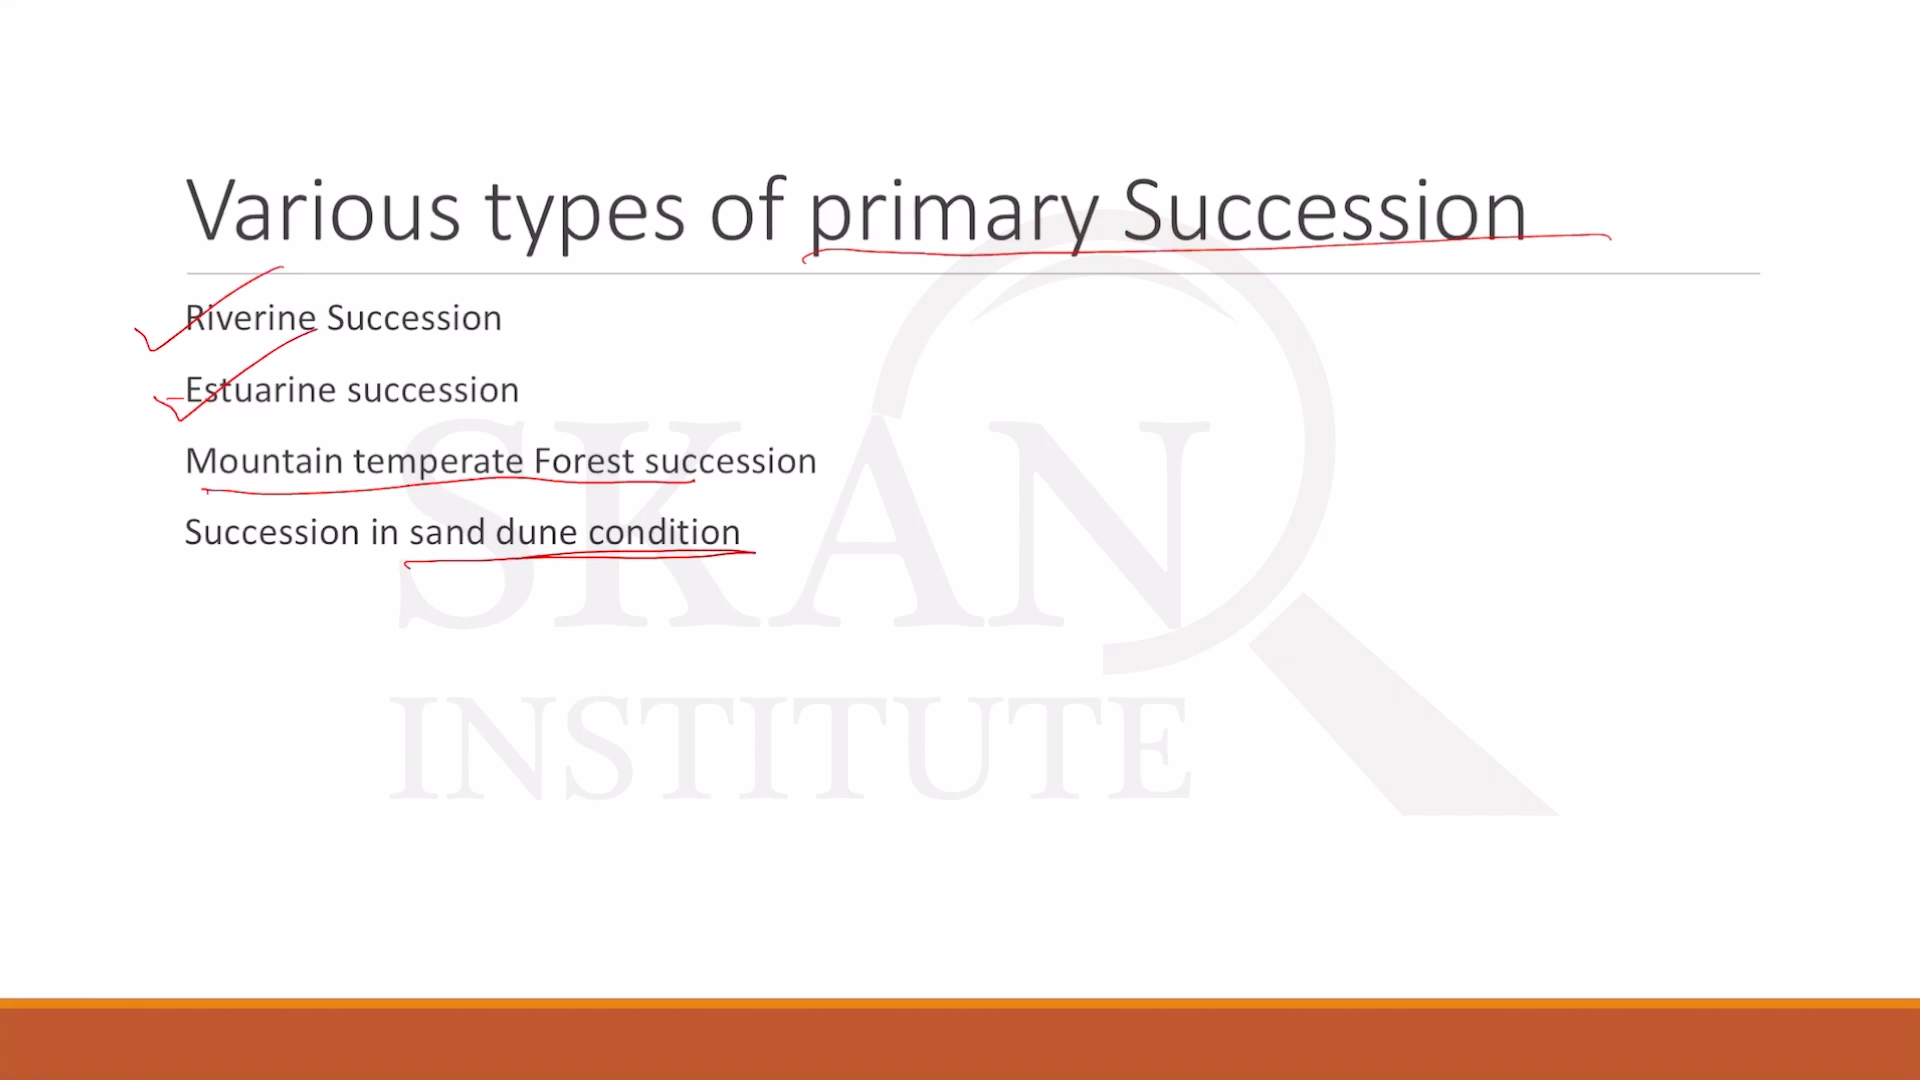 Various types of primary Succession
Riverine Succession
Estuarine succession
Mountain temperate Forest succession
Succession in sand dune condition
SKAN
INSTITUTE